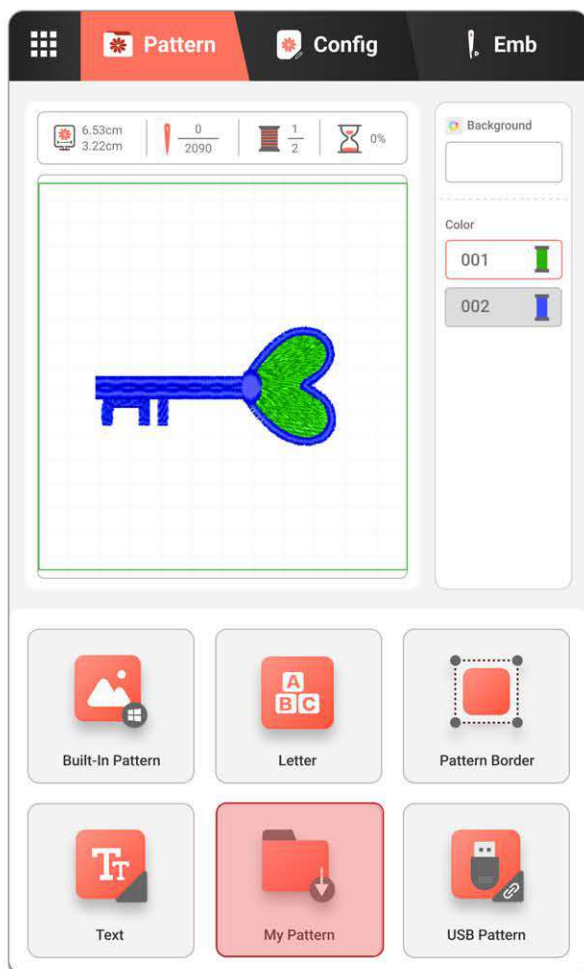 Pattern
Config
Emb
6.53cm
3.22cm
0
2090
1
2
0%
Background
Color
001
002
Built-In Pattern
A
B C
Letter
Pattern Border
TT
Text
My Pattern
USB Pattern